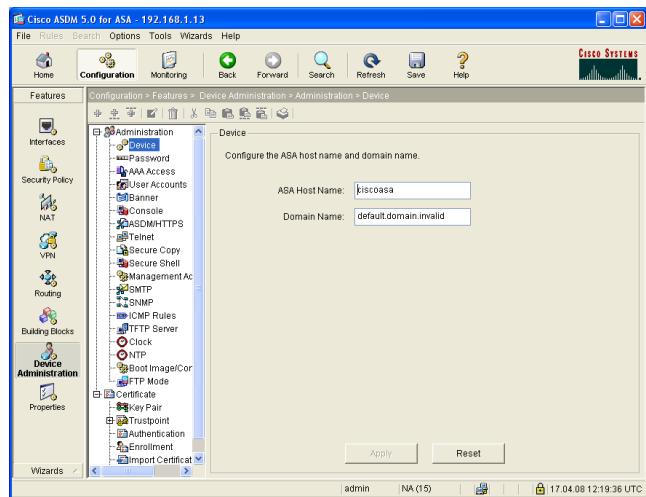 Cisco ASDM 5.0 for ASA - 192.168.1.13
File Rules Search Options Tools Wizards Help
Home Configuration Monitoring Back Forward Search Refresh Save Help
CISCO SYSTEMS
Features
Configuration > Features > Device Administration > Administration > Device
Interfaces
Security Policy
NAT
VPN
Routing
Building Blocks
Device
Administration
Properties
Wizards
Administration
Device
Password
AAA Access
User Accounts
Banner
Console
ASDM/HTTPS
Telnet
Secure Copy
Secure Shell
Management Ac
SMTP
SNMP
ICMP Rules
TFTP Server
Clock
NTP
Boot Image/Cor
FTP Mode
Certificate
Key Pair
Trustpoint
Authentication
Enrollment
Import Certificat
Device
Configure the ASA host name and domain name.
ASA Host Name: ciscoasa
Domain Name: default.domain.invalid
Apply Reset
admin NA (15) 17.04.08 12:19:36 UTC